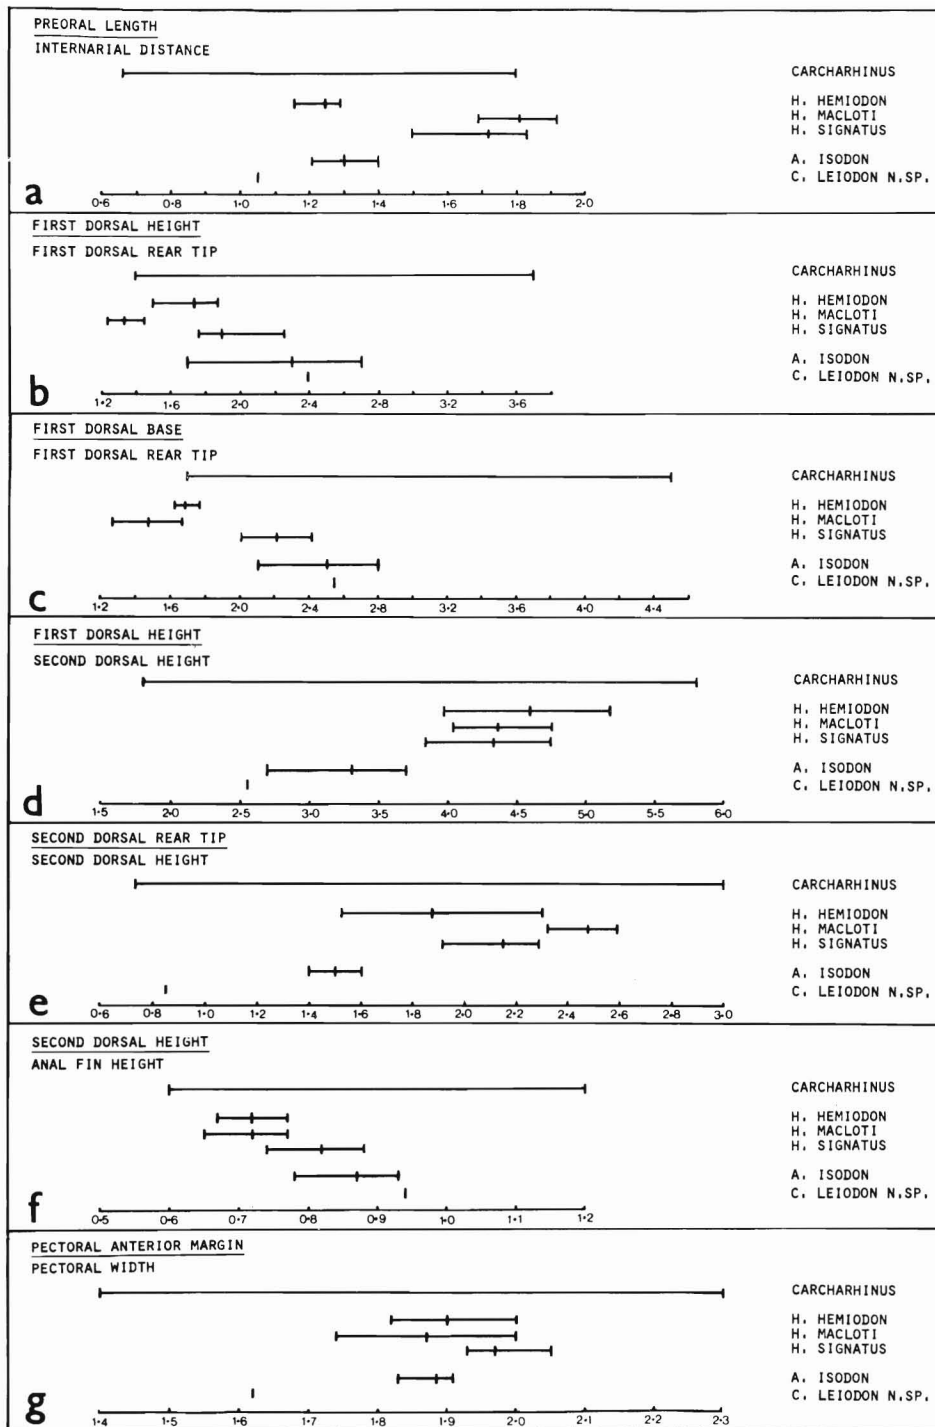 PREORAL LENGTH
INTERNARIAL DISTANCE
CARCHARHINUS
H. HEMIODON
H. MACLOTI
H. SIGNATUS
A. ISODON
C. LEIODON N.SP.
a
0·6 0·8 1·0 1·2 1·4 1·6 1·8 2·0
FIRST DORSAL HEIGHT
FIRST DORSAL REAR TIP
CARCHARHINUS
H. HEMIODON
H. MACLOTI
H. SIGNATUS
A. ISODON
C. LEIODON N.SP.
b
1·2 1·6 2·0 2·4 2·8 3·2 3·6
FIRST DORSAL BASE
FIRST DORSAL REAR TIP
CARCHARHINUS
H. HEMIODON
H. MACLOTI
H. SIGNATUS
A. ISODON
C. LEIODON N.SP.
c
1·2 1·6 2·0 2·4 2·8 3·2 3·6 4·0 4·4
FIRST DORSAL HEIGHT
SECOND DORSAL HEIGHT
CARCHARHINUS
H. HEMIODON
H. MACLOTI
H. SIGNATUS
A. ISODON
C. LEIODON N.SP.
d
1·5 2·0 2·5 3·0 3·5 4·0 4·5 5·0 5·5 6·0
SECOND DORSAL REAR TIP
SECOND DORSAL HEIGHT
CARCHARHINUS
H. HEMIODON
H. MACLOTI
H. SIGNATUS
A. ISODON
C. LEIODON N.SP.
e
0·6 0·8 1·0 1·2 1·4 1·6 1·8 2·0 2·2 2·4 2·6 2·8 3·0
SECOND DORSAL HEIGHT
ANAL FIN HEIGHT
CARCHARHINUS
H. HEMIODON
H. MACLOTI
H. SIGNATUS
A. ISODON
C. LEIODON N.SP.
f
0·5 0·6 0·7 0·8 0·9 1·0 1·1 1·2
PECTORAL ANTERIOR MARGIN
PECTORAL WIDTH
CARCHARHINUS
H. HEMIODON
H. MACLOTI
H. SIGNATUS
A. ISODON
C. LEIODON N.SP.
g
1·4 1·5 1·6 1·7 1·8 1·9 2·0 2·1 2·2 2·3